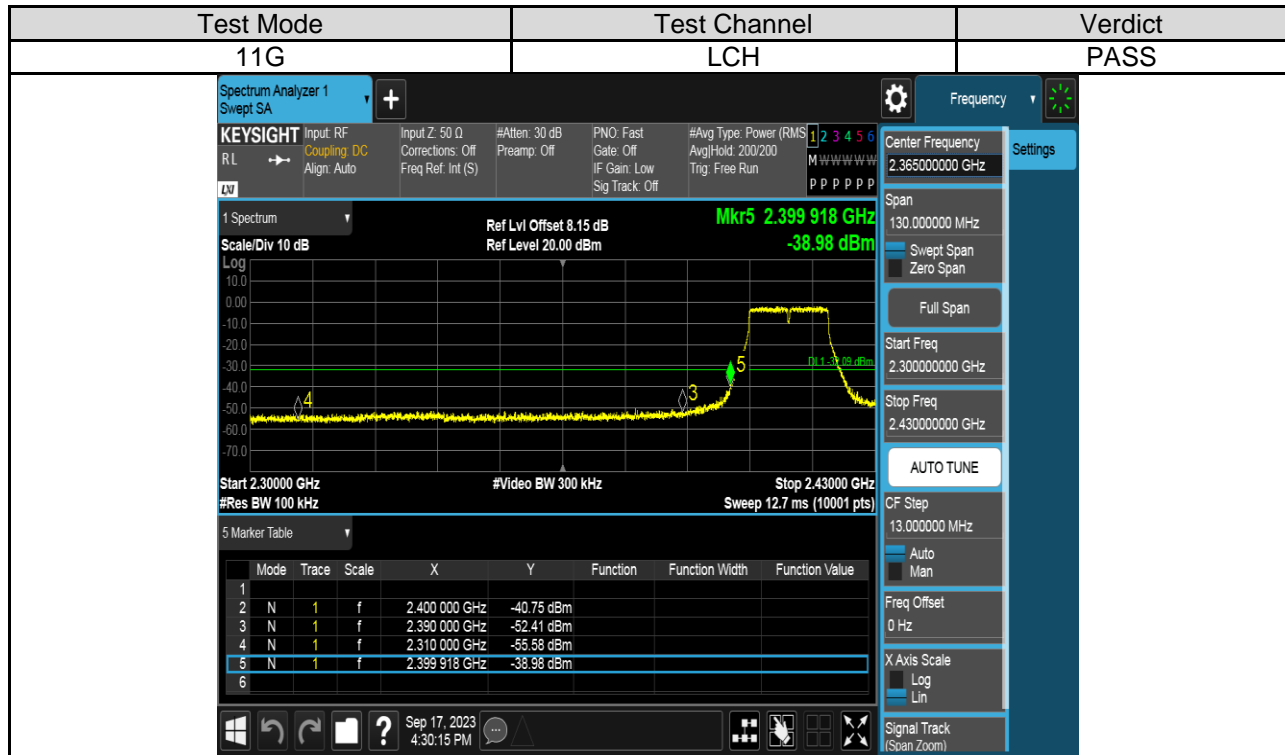 Test Mode Test Channel Verdict
11G LCH PASS
Spectrum Analyzer 1
Swept SA
+
Frequency
KEYSIGHT Input: RF Input Z: 50 Ω #Atten: 30 dB PNO: Fast #Avg Type: Power (RMS 1 2 3 4 5 6
RL Coupling: DC Corrections: Off Preamp: Off Gate: Off Avg|Hold: 200/200 M W W W W W
Align: Auto Freq Ref: Int (S) IF Gain: Low Trig: Free Run
LXI Sig Track: Off P P P P P P
1 Spectrum Ref Lvl Offset 8.15 dB Mkr5 2.399 918 GHz
Scale/Div 10 dB Ref Level 20.00 dBm -38.98 dBm
Log
10.0
0.00
-10.0
-20.0
-30.0 DL1 -32.09 dBm
5
-40.0
4 3
-50.0
-60.0
-70.0
Start 2.30000 GHz #Video BW 300 kHz Stop 2.43000 GHz
#Res BW 100 kHz Sweep 12.7 ms (10001 pts)
5 Marker Table
Mode Trace Scale X Y Function Function Width Function Value
1
2 N 1 f 2.400 000 GHz -40.75 dBm
3 N 1 f 2.390 000 GHz -52.41 dBm
4 N 1 f 2.310 000 GHz -55.58 dBm
5 N 1 f 2.399 918 GHz -38.98 dBm
6
? Sep 17, 2023
4:30:15 PM
Center Frequency
2.365000000 GHz
Settings
Span
130.000000 MHz
Swept Span
Zero Span
Full Span
Start Freq
2.300000000 GHz
Stop Freq
2.430000000 GHz
AUTO TUNE
CF Step
13.000000 MHz
Auto
Man
Freq Offset
0 Hz
X Axis Scale
Log
Lin
Signal Track
(Span Zoom)